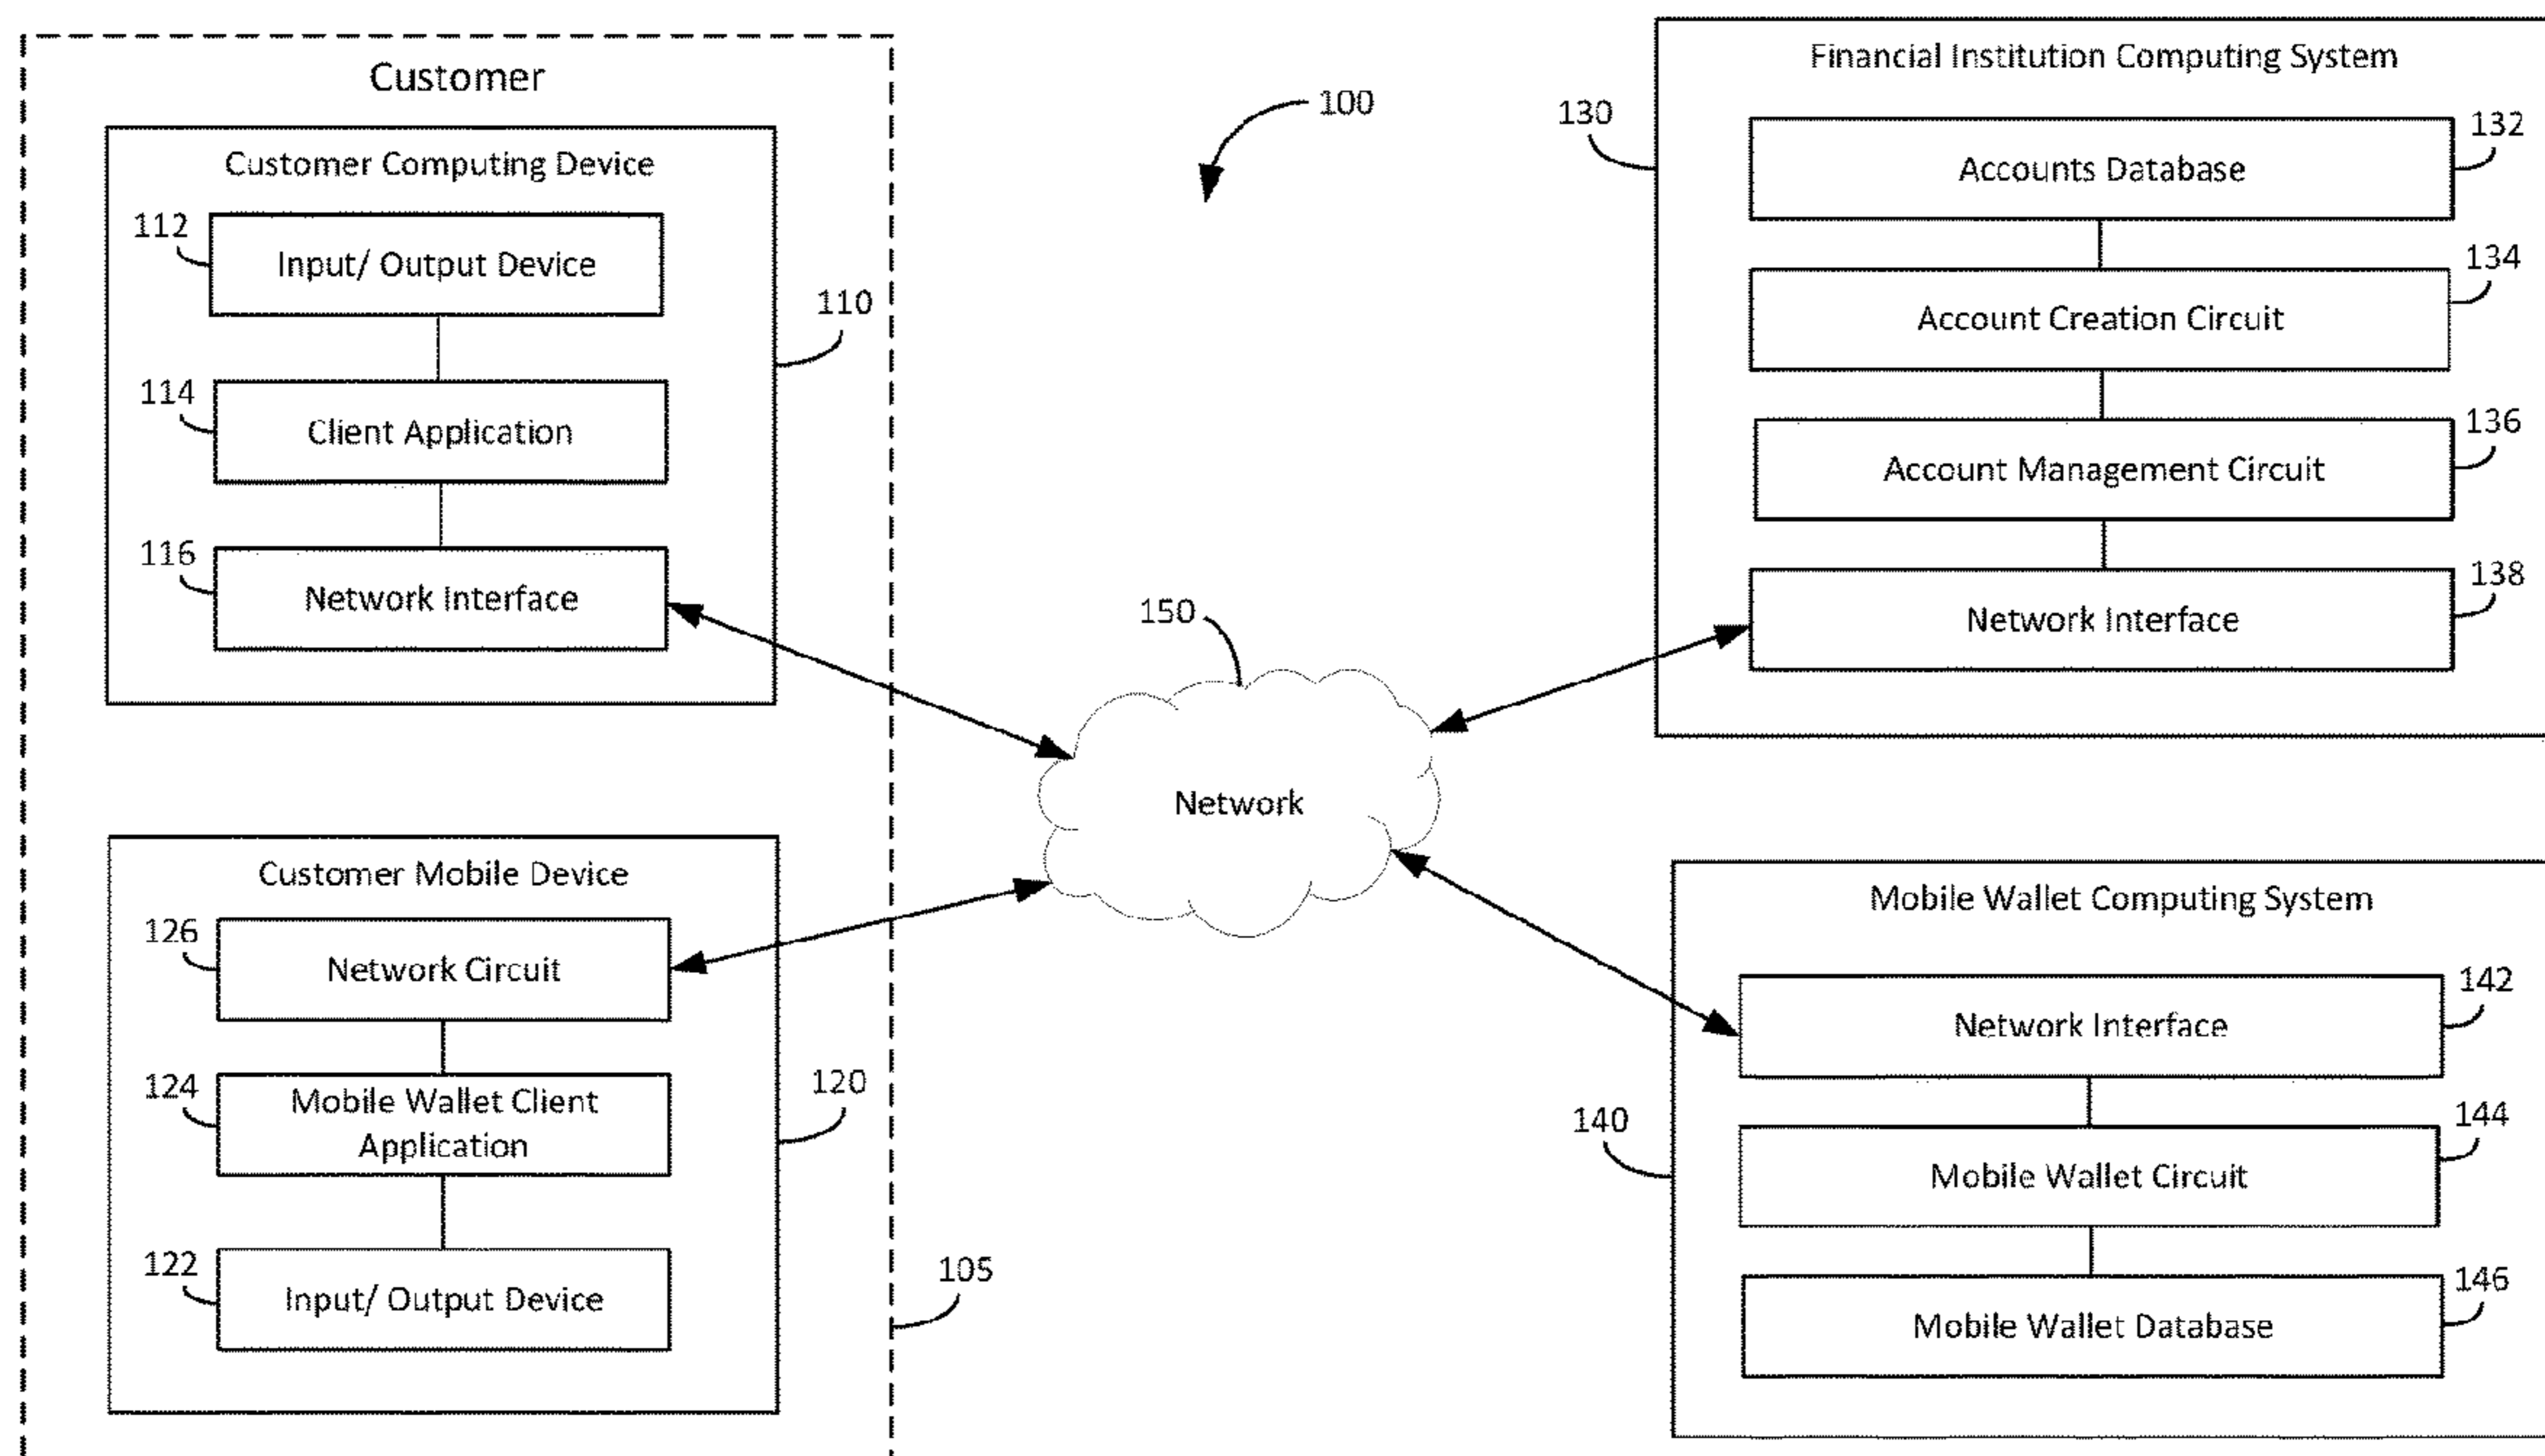 Customer
Customer Computing Device
112
Input/ Output Device
110
114
Client Application
116
Network Interface
Customer Mobile Device
126
Network Circuit
124
Mobile Wallet Client
Application
120
122
Input/ Output Device
105
100
150
Network
Financial Institution Computing System
130
132
Accounts Database
134
Account Creation Circuit
136
Account Management Circuit
138
Network Interface
Mobile Wallet Computing System
142
Network Interface
140
144
Mobile Wallet Circuit
146
Mobile Wallet Database